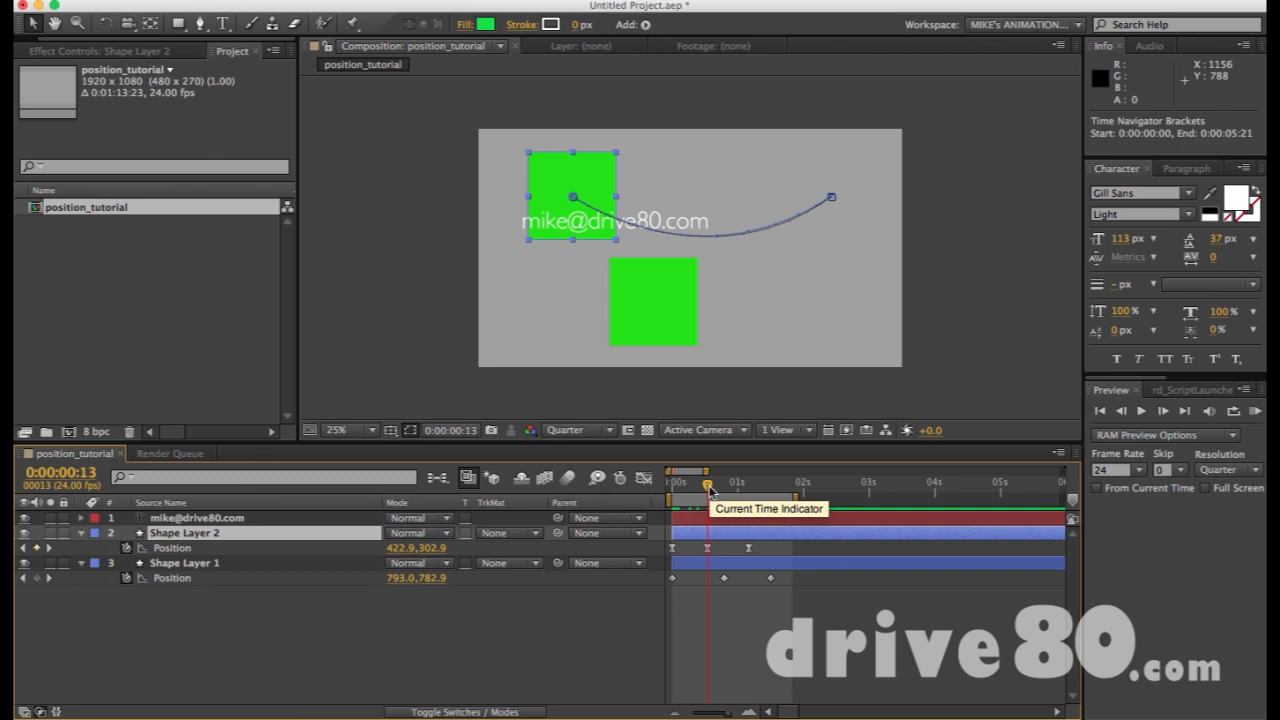 Untitled Project.aep *
Fill: Stroke: 0 px Add:
Workspace: MIKE's ANIMATION... Search Help
Effect Controls: Shape Layer 2 Project
Composition: position_tutorial Layer: (none) Footage: (none)
Info Audio
position_tutorial
position_tutorial
1920 x 1080 (480 x 270) (1.00)
Δ 0:01:13:23, 24.00 fps
R:
G:
B:
A: 0
X: 1156
Y: 788
Time Navigator Brackets
Start: 0:00:00:00, End: 0:00:05:21
Name
position_tutorial
mike@drive80.com
Character Paragraph
Gill Sans
Light
113 px 37 px
Metrics 0
- px
100% 100%
0 px 0%
T T TT Tt T' T,
Preview rd_ScriptLaunche
RAM Preview Options
Frame Rate Skip Resolution
24 0 Quarter
From Current Time Full Screen
8 bpc
25% 0:00:00:13 Quarter Active Camera 1 View +0.0
position_tutorial Render Queue
0:00:00:13
00013 (24.00 fps)
:00s 01s 02s 03s 04s 05s
# Source Name Mode T TrkMat Parent
Current Time Indicator
1 mike@drive80.com Normal None
2 Shape Layer 2 Normal None None
Position 422.9,302.9
3 Shape Layer 1 Normal None None
Position 793.0,782.9
drive80.com
Toggle Switches / Modes